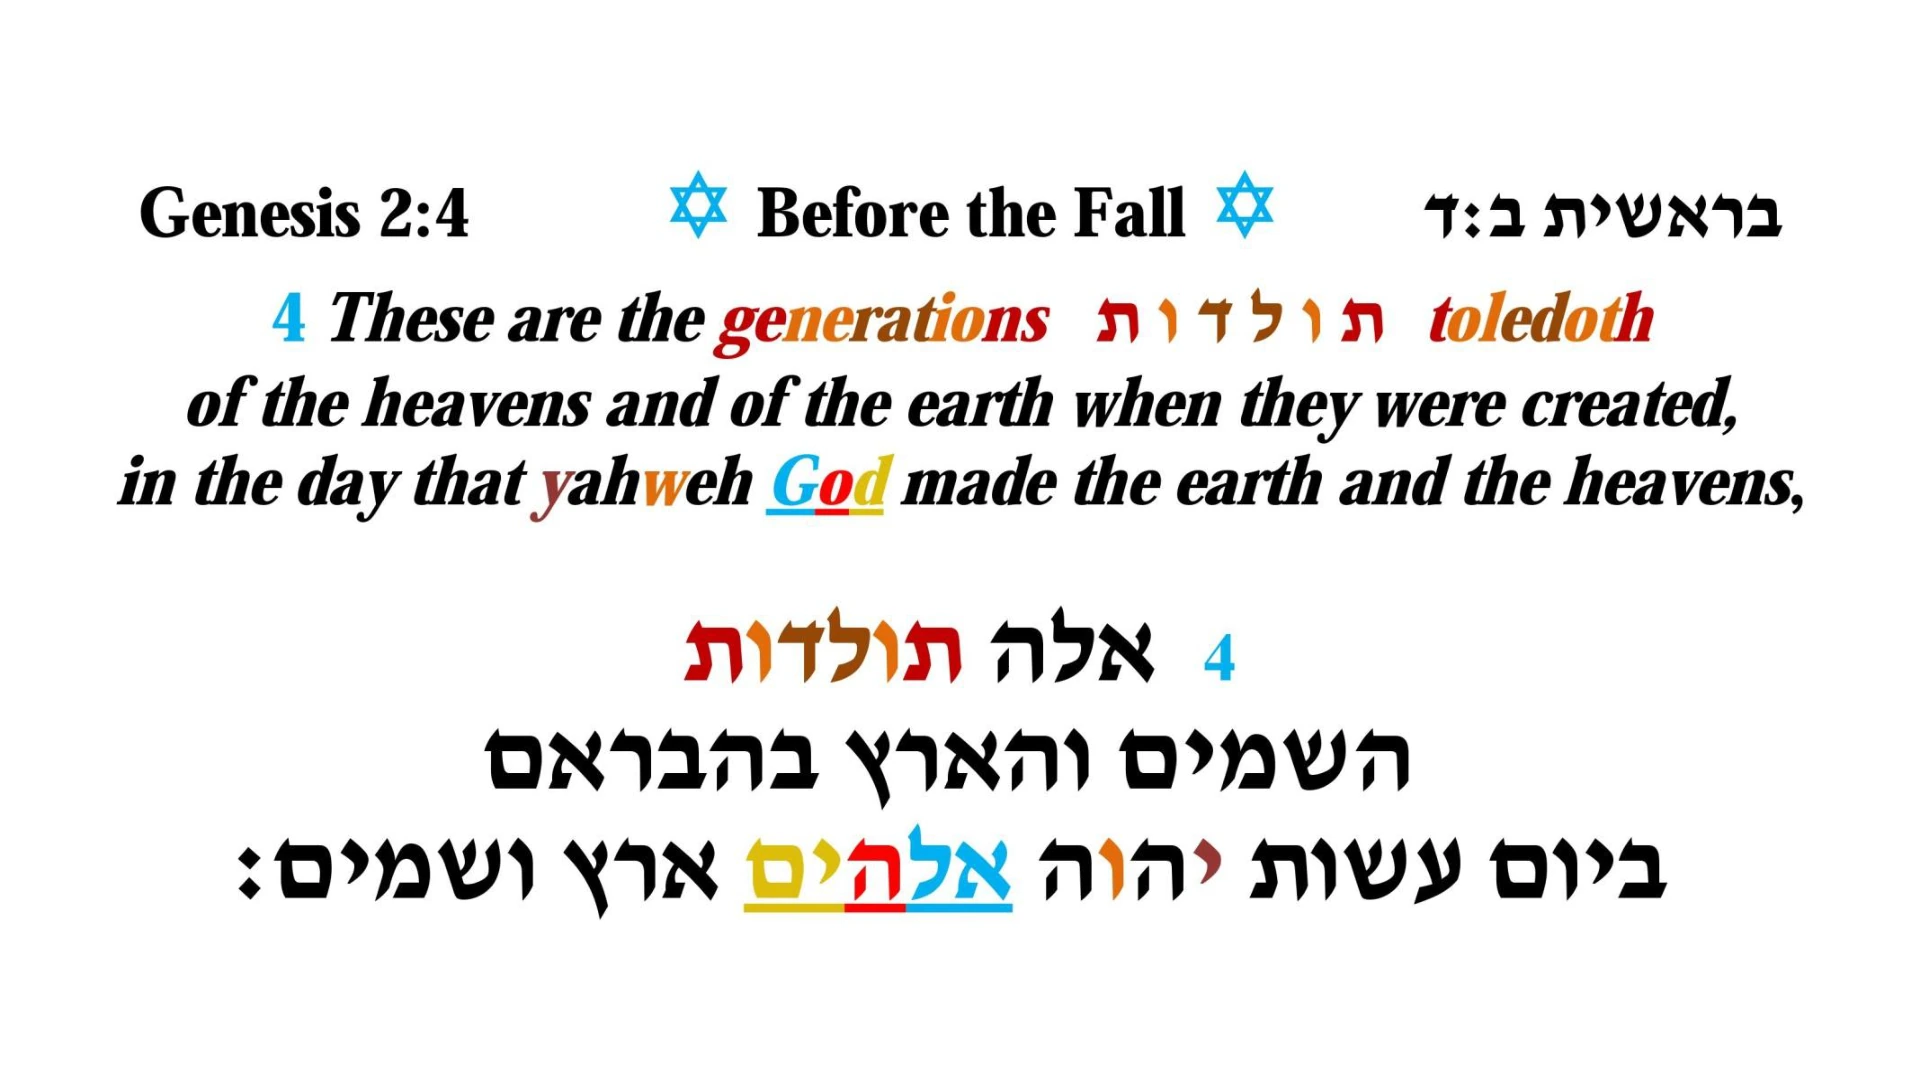 Genesis 2:4 ✡ Before the Fall ✡ בראשית ב:ד
4 These are the generations ת ו ל ד ו ת toledoth
of the heavens and of the earth when they were created,
in the day that yahweh God made the earth and the heavens,
4 אלה תולדות
השמים והארץ בהבראם
ביום עשות יהוה אלהים ארץ ושמים: